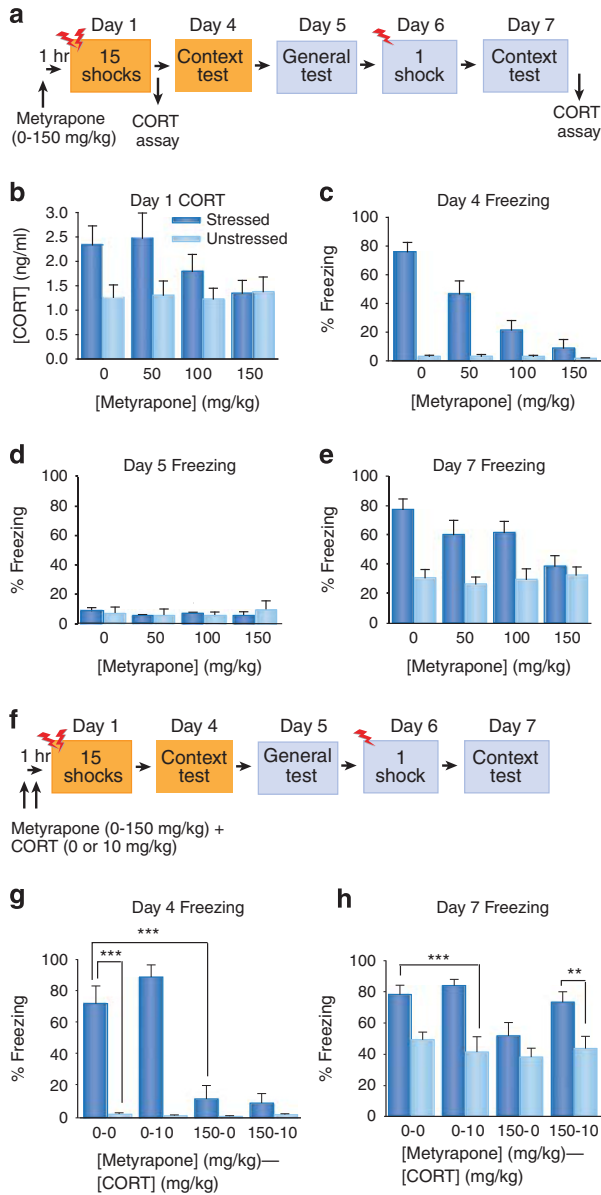 a
Day 1
Day 4
Day 5
Day 6
Day 7
1 hr
15 shocks
Context test
General test
1 shock
Context test
Metyrapone (0-150 mg/kg)
CORT assay
CORT assay
b
Day 1 CORT
Stressed
Unstressed
[CORT] (ng/ml)
3.0
2.5
2.0
1.5
1.0
0.5
0.0
0 50 100 150
[Metyrapone] (mg/kg)
c
Day 4 Freezing
% Freezing
100
80
60
40
20
0
0 50 100 150
[Metyrapone] (mg/kg)
d
Day 5 Freezing
% Freezing
100
80
60
40
20
0
0 50 100 150
[Metyrapone] (mg/kg)
e
Day 7 Freezing
% Freezing
100
80
60
40
20
0
0 50 100 150
[Metyrapone] (mg/kg)
f
Day 1
Day 4
Day 5
Day 6
Day 7
1 hr
15 shocks
Context test
General test
1 shock
Context test
Metyrapone (0-150 mg/kg) +
CORT (0 or 10 mg/kg)
g
Day 4 Freezing
***
***
% Freezing
100
80
60
40
20
0
0-0 0-10 150-0 150-10
[Metyrapone] (mg/kg)—
[CORT] (mg/kg)
h
Day 7 Freezing
***
**
% Freezing
100
80
60
40
20
0
0-0 0-10 150-0 150-10
[Metyrapone] (mg/kg)—
[CORT] (mg/kg)